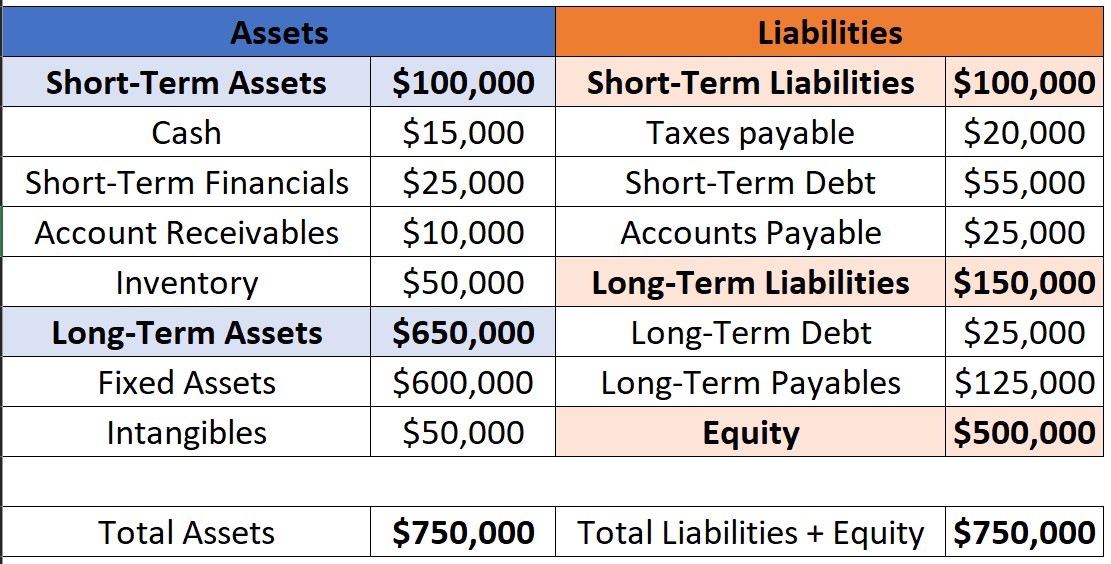 Assets Liabilities
Short-Term Assets $100,000 Short-Term Liabilities $100,000
Cash $15,000 Taxes payable $20,000
Short-Term Financials $25,000 Short-Term Debt $55,000
Account Receivables $10,000 Accounts Payable $25,000
Inventory $50,000 Long-Term Liabilities $150,000
Long-Term Assets $650,000 Long-Term Debt $25,000
Fixed Assets $600,000 Long-Term Payables $125,000
Intangibles $50,000 Equity $500,000
Total Assets $750,000 Total Liabilities + Equity $750,000